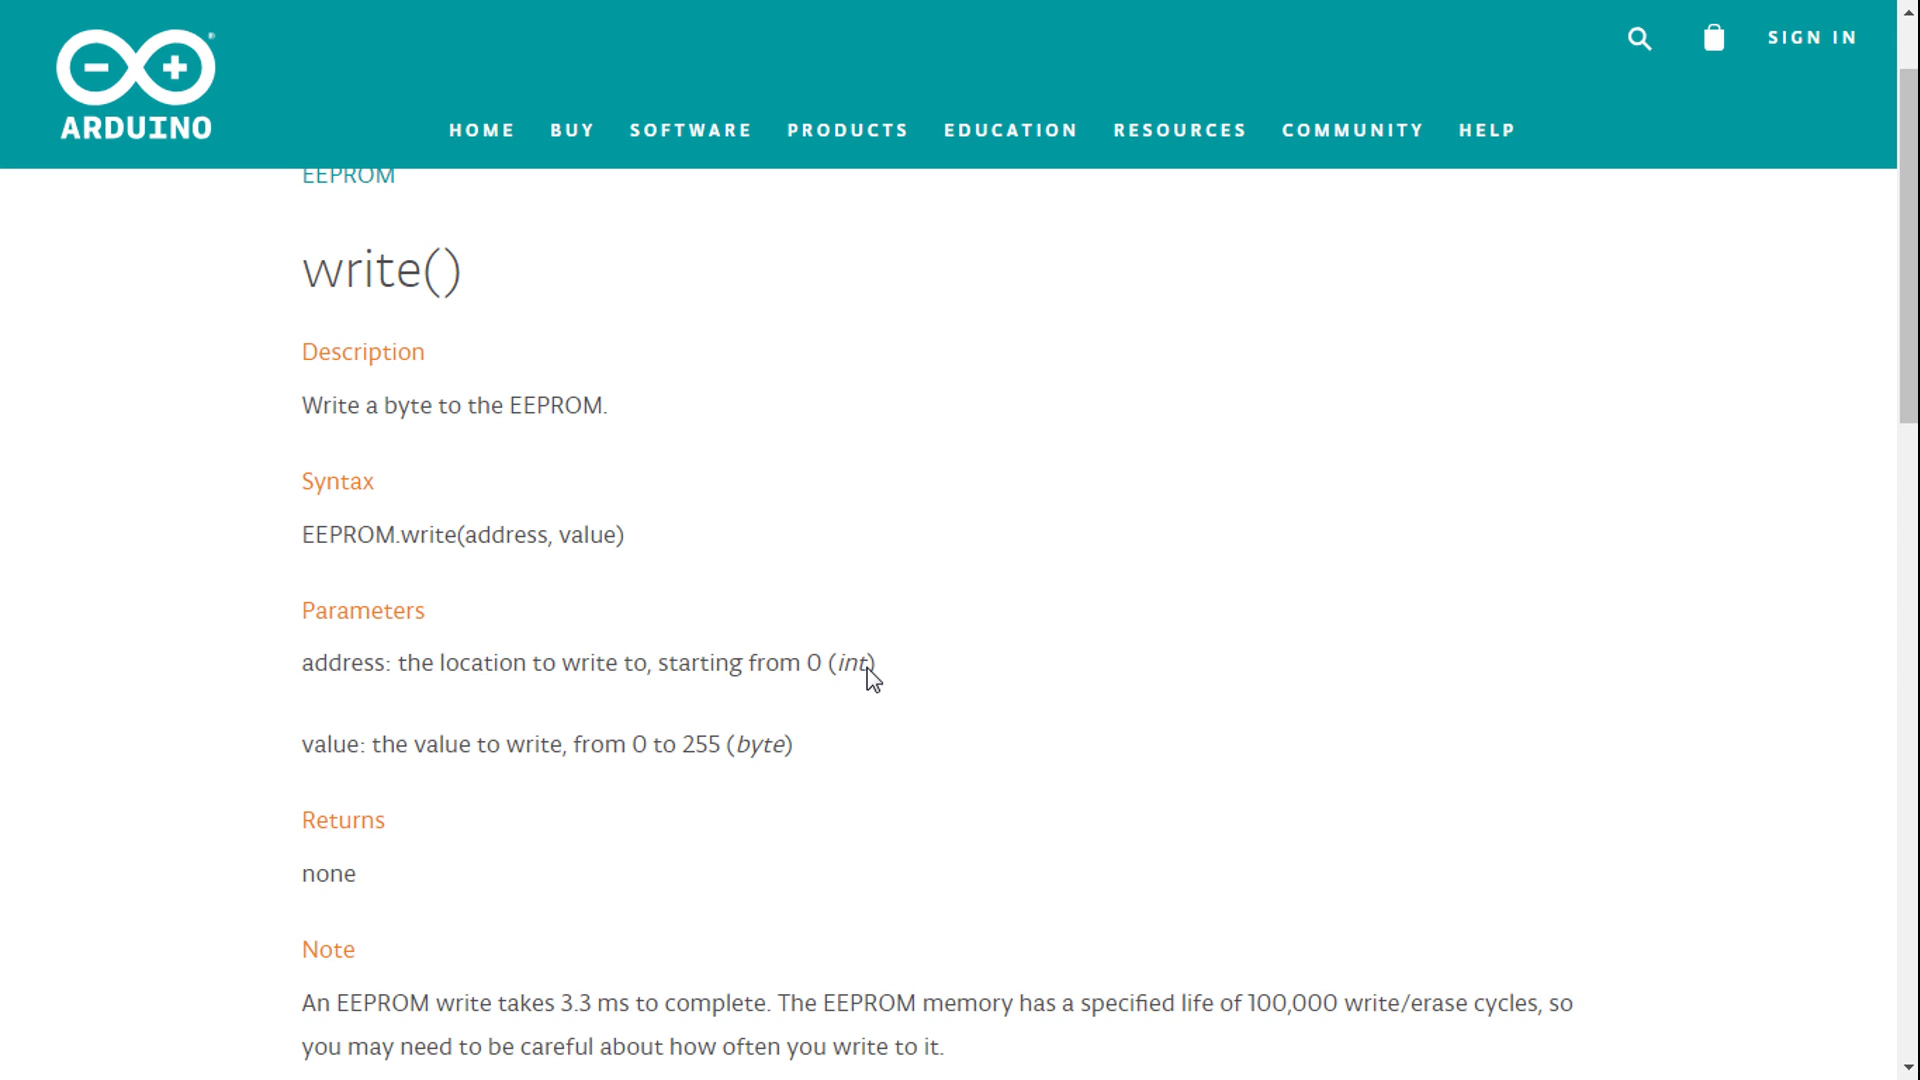 SIGN IN
ARDUINO
HOME BUY SOFTWARE PRODUCTS EDUCATION RESOURCES COMMUNITY HELP
EEPROM
write()
Description
Write a byte to the EEPROM.
Syntax
EEPROM.write(address, value)
Parameters
address: the location to write to, starting from 0 (int)
value: the value to write, from 0 to 255 (byte)
Returns
none
Note
An EEPROM write takes 3.3 ms to complete. The EEPROM memory has a specified life of 100,000 write/erase cycles, so
you may need to be careful about how often you write to it.